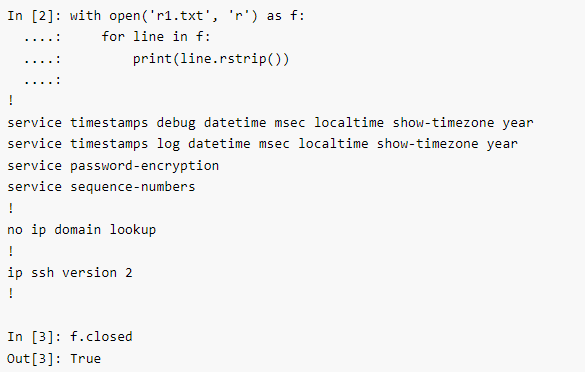 In [2]: with open('r1.txt', 'r') as f:
  ....:     for line in f:
  ....:         print(line.rstrip())
  ....:
!
service timestamps debug datetime msec localtime show-timezone year
service timestamps log datetime msec localtime show-timezone year
service password-encryption
service sequence-numbers
!
no ip domain lookup
!
ip ssh version 2
!

In [3]: f.closed
Out[3]: True